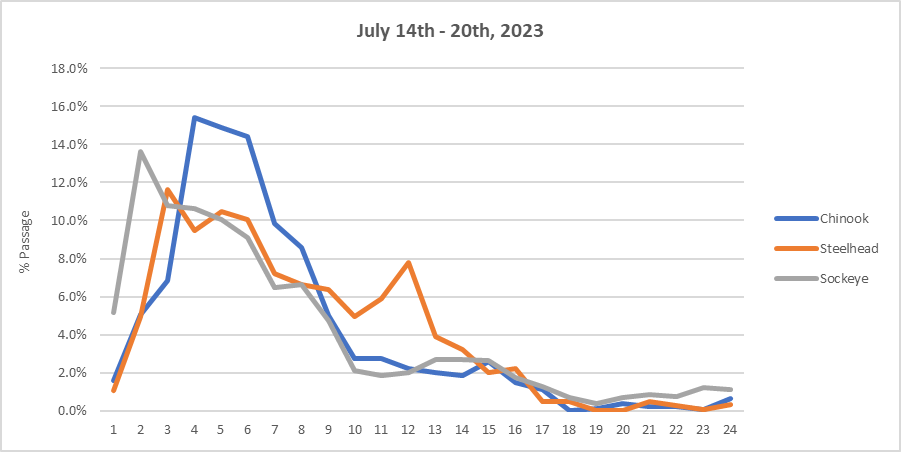 July 14th - 20th, 2023
18.0%
16.0%
14.0%
12.0%
10.0%
8.0%
6.0%
4.0%
2.0%
0.0%
% Passage
1 2 3 4 5 6 7 8 9 10 11 12 13 14 15 16 17 18 19 20 21 22 23 24
Chinook
Steelhead
Sockeye